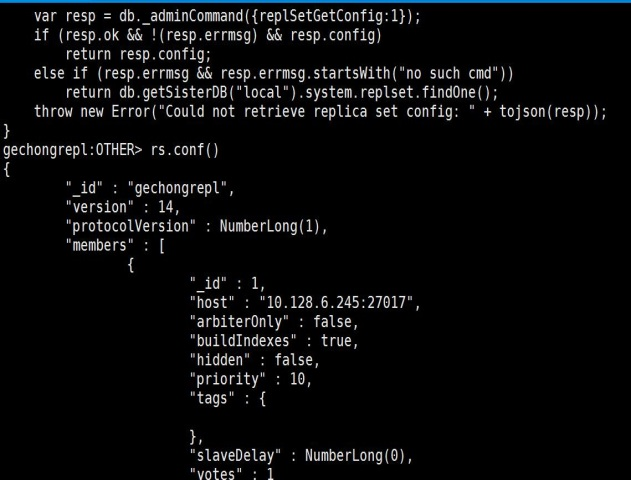 var resp = db._adminCommand({replSetGetConfig:1});
if (resp.ok && !(resp.errmsg) && resp.config)
return resp.config;
else if (resp.errmsg && resp.errmsg.startsWith("no such cmd"))
return db.getSisterDB("local").system.replset.findOne();
throw new Error("Could not retrieve replica set config: " + tojson(resp));
}
gechongrepl:OTHER> rs.conf()
{
"_id" : "gechongrepl",
"version" : 14,
"protocolVersion" : NumberLong(1),
"members" : [
{
"_id" : 1,
"host" : "10.128.6.245:27017",
"arbiterOnly" : false,
"buildIndexes" : true,
"hidden" : false,
"priority" : 10,
"tags" : {
},
"slaveDelay" : NumberLong(0),
"votes" : 1